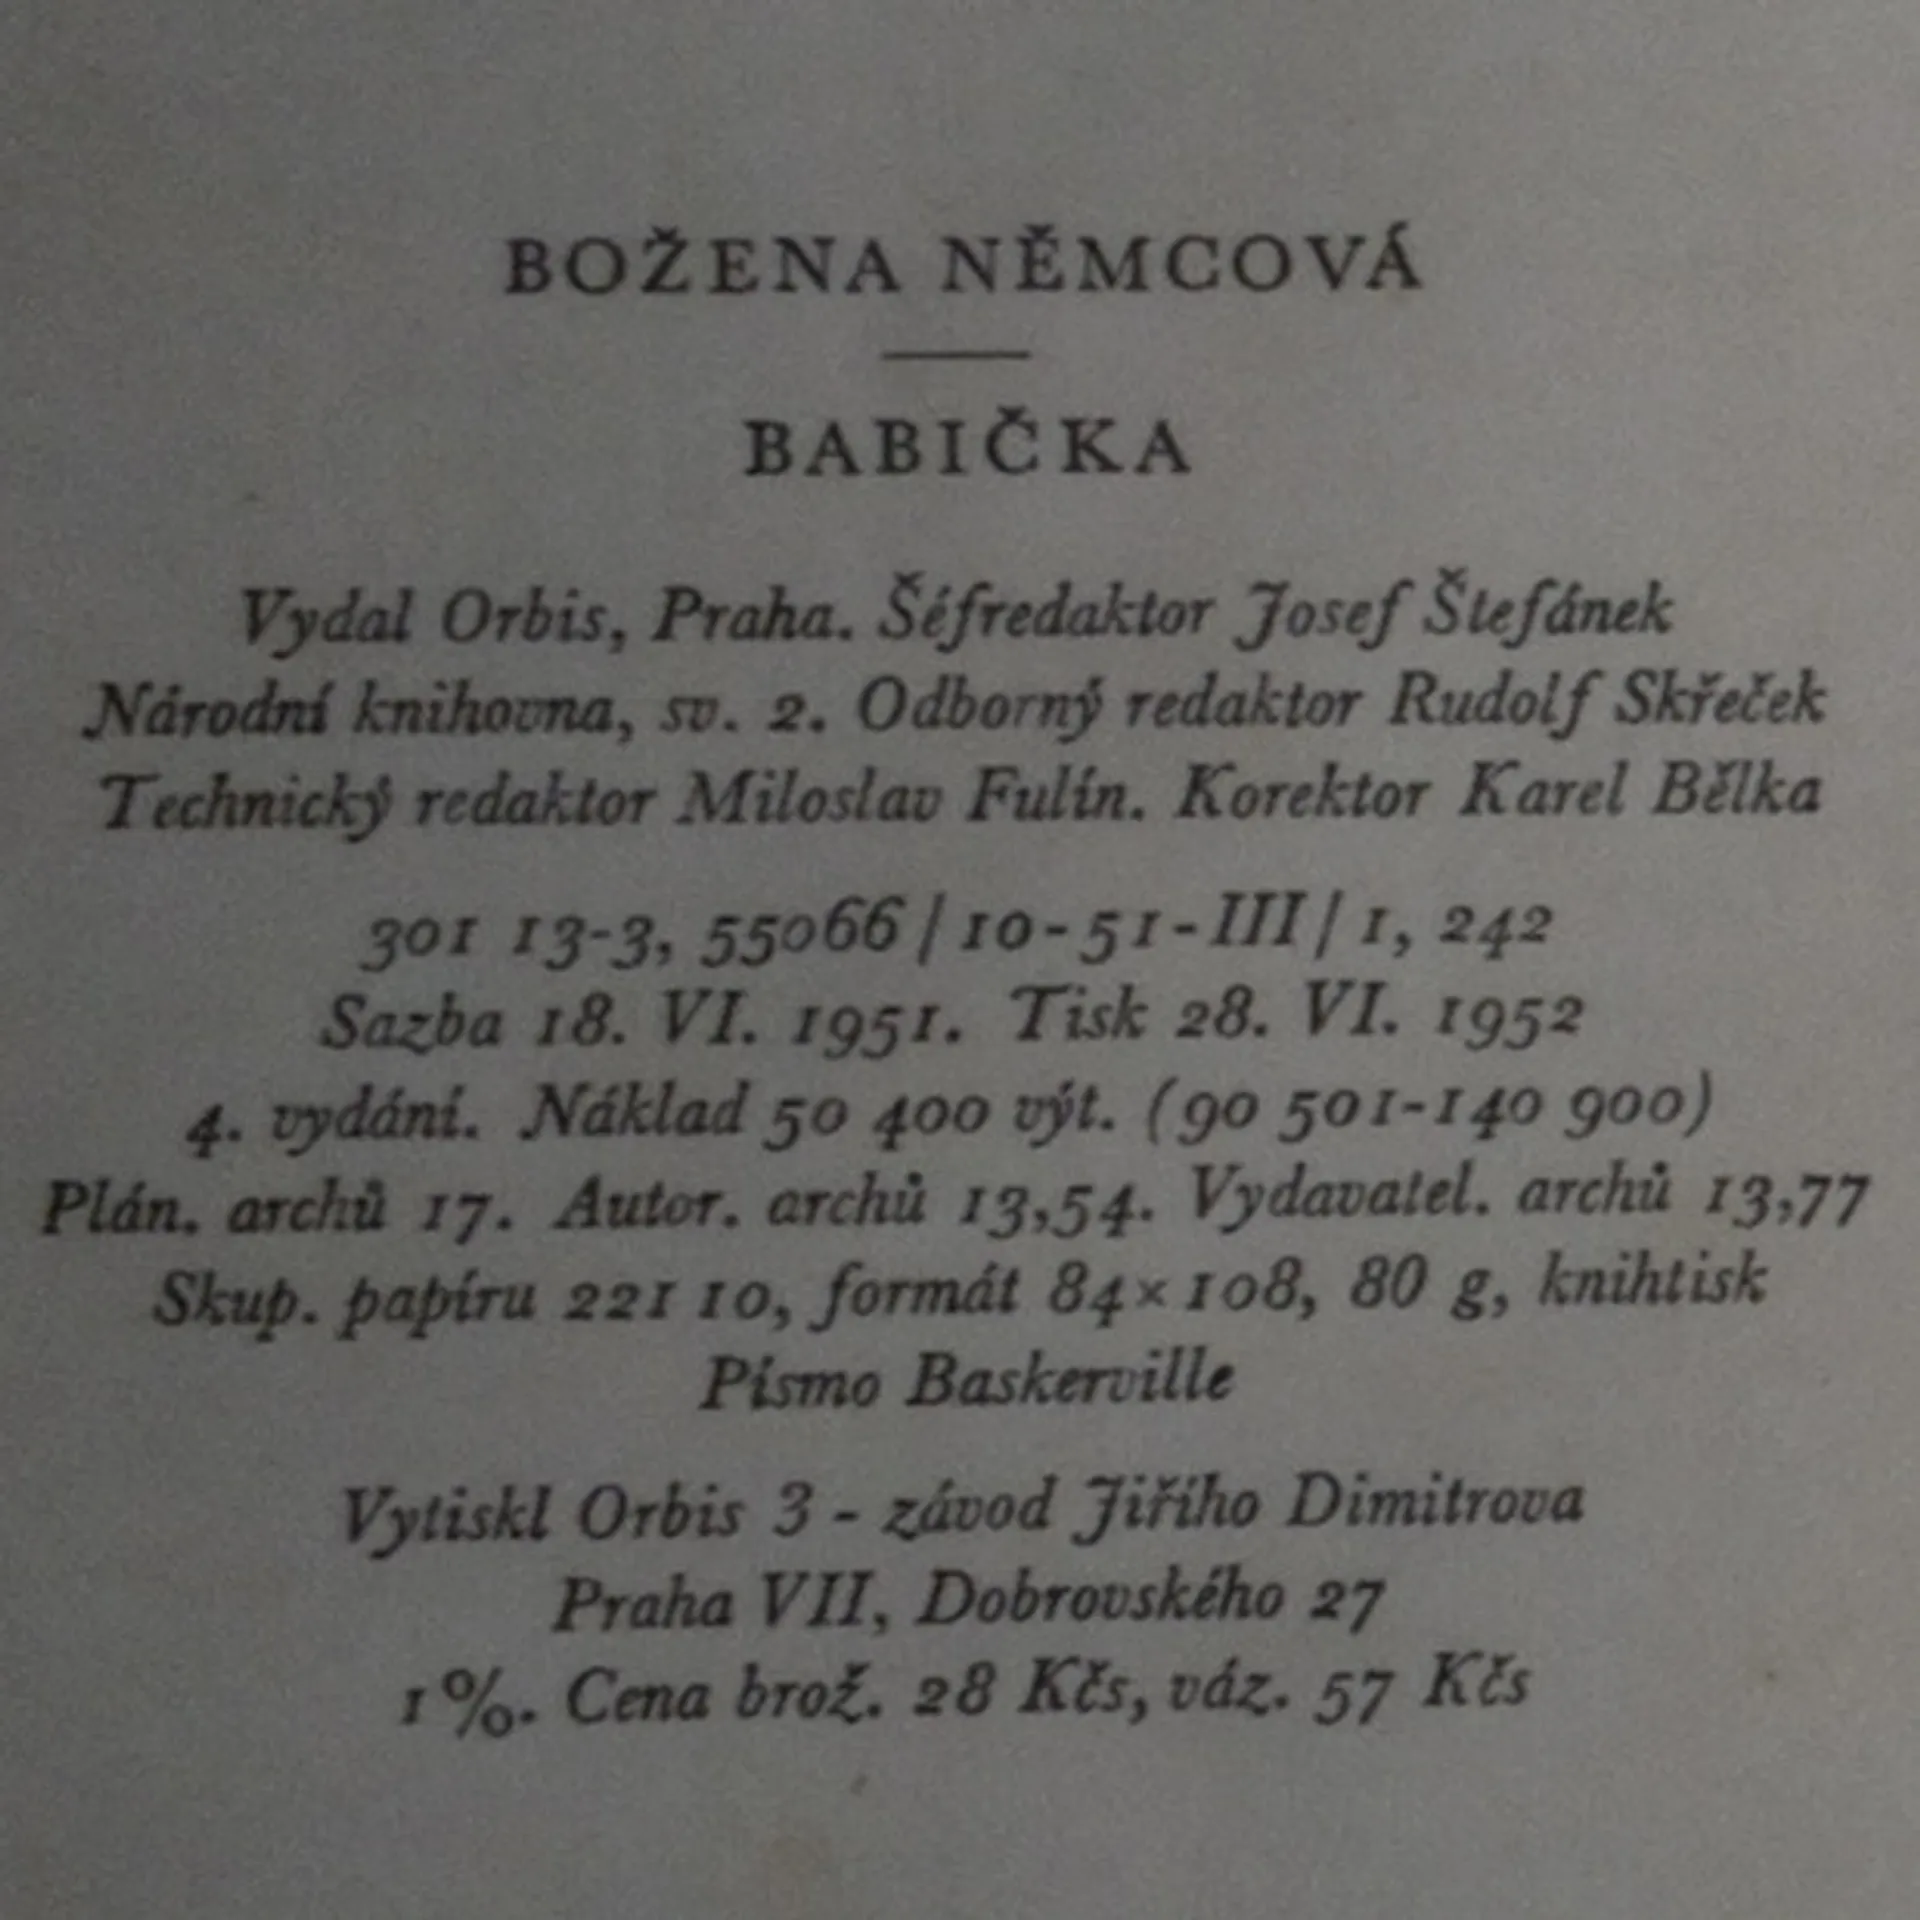 BOŽENA NĚMCOVÁ
BABIČKA
Vydal Orbis, Praha. Šéfredaktor Josef Štefánek
Národní knihovna, sv. 2. Odborný redaktor Rudolf Skřeček
Technický redaktor Miloslav Fulín. Korektor Karel Bělka
301 13-3, 55066 / 10-51-III / 1, 242
Sazba 18. VI. 1951. Tisk 28. VI. 1952
4. vydání. Náklad 50 400 výt. (90 501-140 900)
Plán. archů 17. Autor. archů 13,54. Vydavatel. archů 13,77
Skup. papíru 221 10, formát 84×108, 80 g, knihtisk
Písmo Baskerville
Vytiskl Orbis 3 - závod Jiřího Dimitrova
Praha VII, Dobrovského 27
1%. Cena brož. 28 Kčs, váz. 57 Kčs